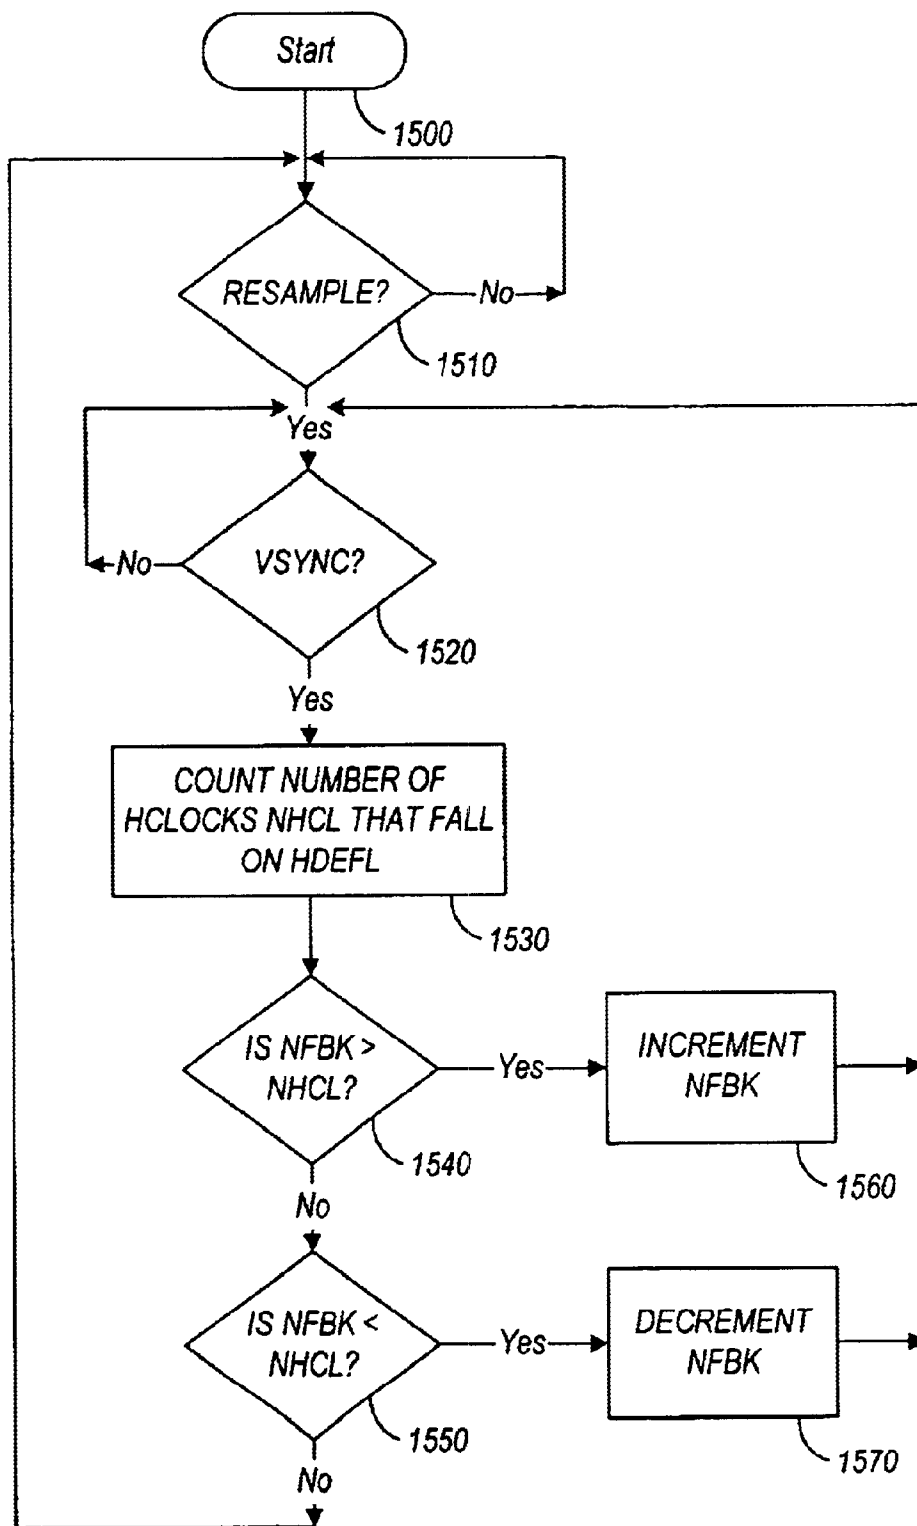 Start
1500
RESAMPLE?
No
1510
Yes
VSYNC?
No
1520
Yes
COUNT NUMBER OF
HCLOCKS NHCL THAT FALL
ON HDEFL
1530
IS NFBK >
NHCL?
Yes
INCREMENT
NFBK
1540
1560
No
IS NFBK <
NHCL?
Yes
DECREMENT
NFBK
1550
1570
No